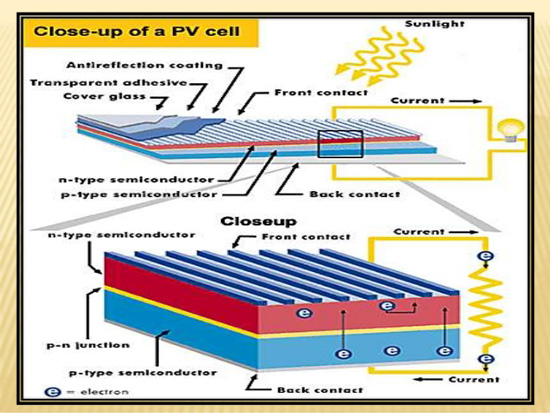 Close-up of a PV cell
Sunlight
Antireflection coating
Transparent adhesive
Cover glass
Front contact
Current
n-type semiconductor
p-type semiconductor
Back contact
Closeup
n-type semiconductor
Front contact
Current
e
e
e
p-n junction
e
e
e
e
p-type semiconductor
Current
Back contact
e = electron